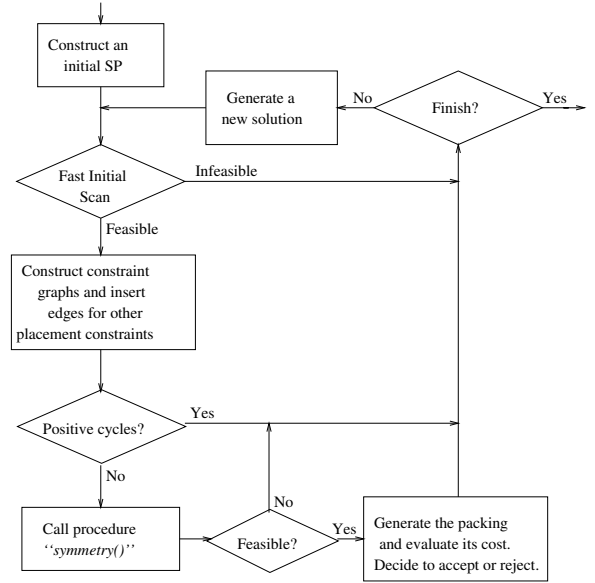 Construct an
initial SP
Generate a
new solution
No
Finish?
Yes
Fast Initial
Scan
Infeasible
Feasible
Construct constraint
graphs and insert
edges for other
placement constraints
Positive cycles?
Yes
No
No
Call procedure
‘‘symmetry()’’
Feasible?
Yes
Generate the packing
and evaluate its cost.
Decide to accept or reject.